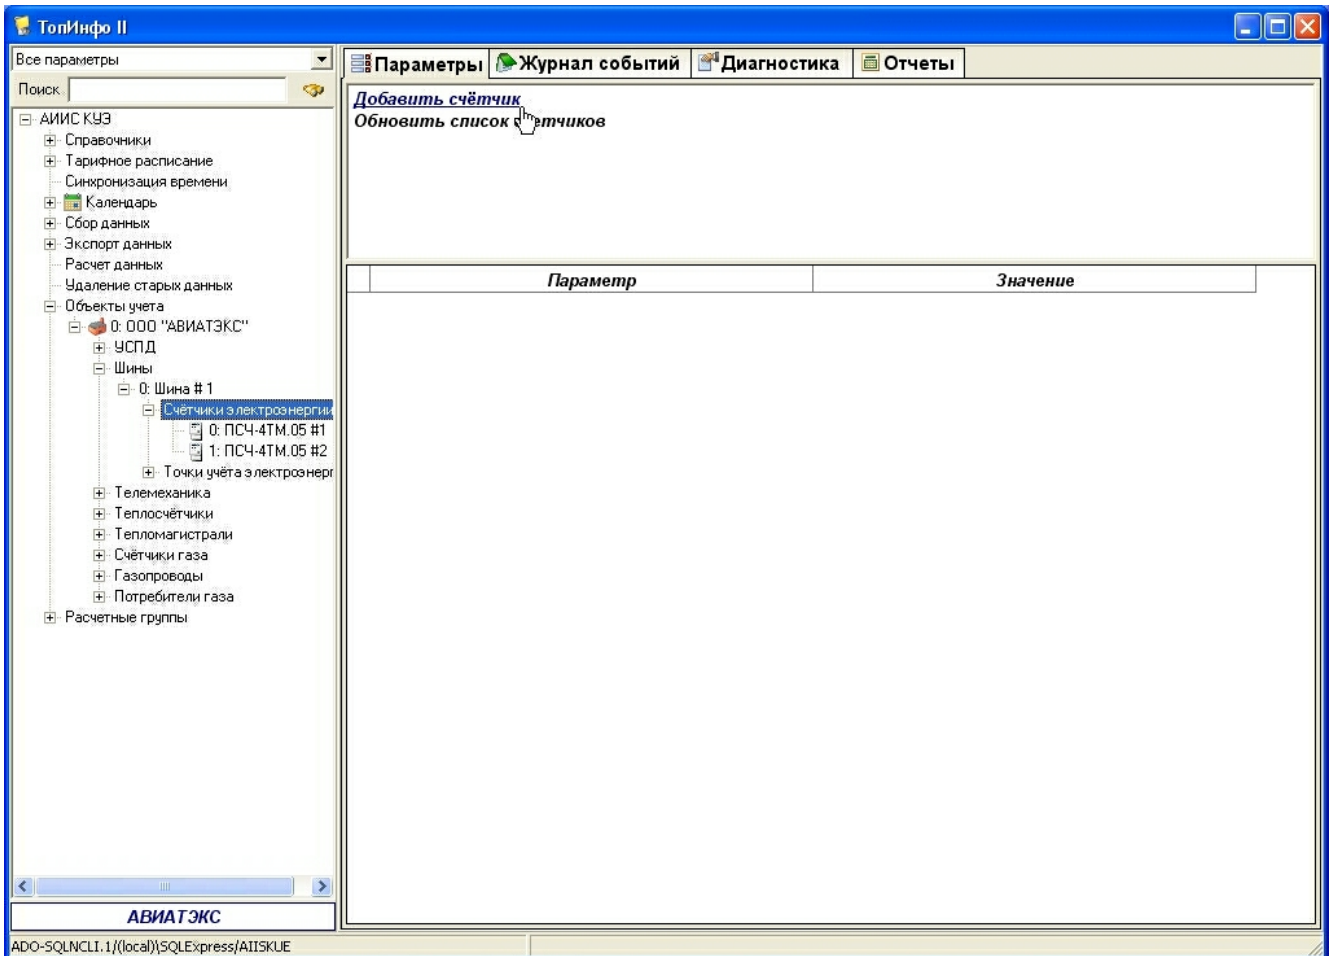 ТопИнфо II
Все параметры
Поиск
АИИС КУЭ
Справочники
Тарифное расписание
Синхронизация времени
Календарь
Сбор данных
Экспорт данных
Расчет данных
Удаление старых данных
Объекты учета
0: ООО "АВИАТЭКС"
УСПД
Шины
0: Шина # 1
Счётчики электроэнергии
0: ПСЧ-4ТМ.05 #1
1: ПСЧ-4ТМ.05 #2
Точки учёта электроэнерг
Телемеханика
Теплосчётчики
Тепломагистрали
Счётчики газа
Газопроводы
Потребители газа
Расчетные группы
АВИАТЭКС
Параметры Журнал событий Диагностика Отчеты
Добавить счётчик
Обновить список счетчиков
Параметр Значение
ADO-SQLNCLI.1/(local)\SQLExpress/AIISKUE